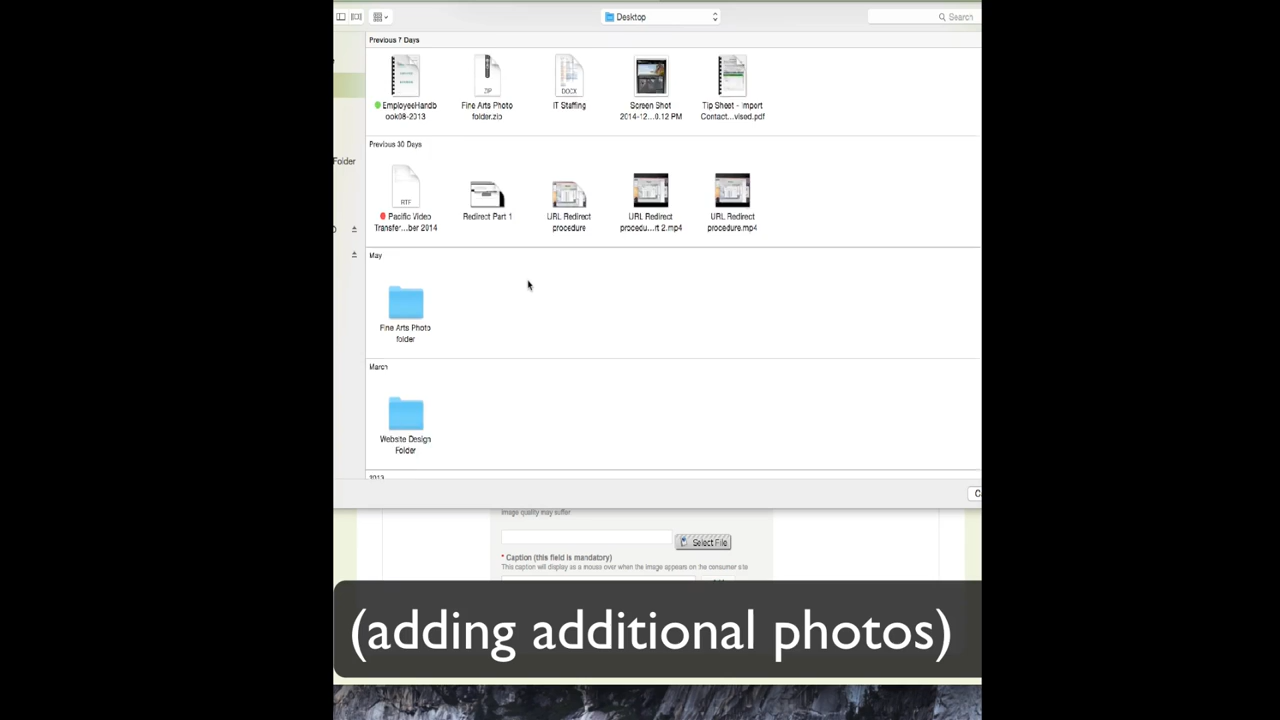 Desktop
Search
Previous 7 Days
ZIP
DOCX
EmployeeHandb
ook08-2013
Fine Arts Photo
folder.zip
IT Staffing
Screen Shot
2014-12...0.12 PM
Tip Sheet - Import
Contact...vised.pdf
Previous 30 Days
Folder
RTF
Pacific Video
Transfer...ber 2014
Redirect Part 1
URL Redirect
procedure
URL Redirect
procedu...rt 2.mp4
URL Redirect
procedure.mp4
May
Fine Arts Photo
folder
March
Website Design
Folder
2013
image quality may suffer
Select File
* Caption (this field is mandatory)
This caption will display as a mouse over when the image appears on the consumer site
(adding additional photos)